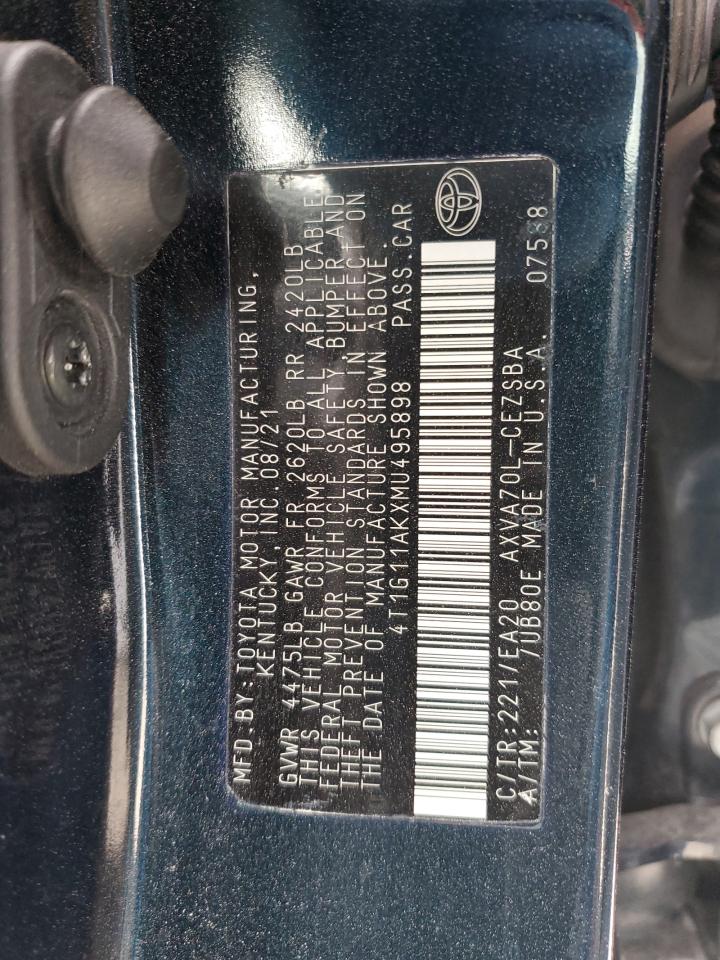 MFD.BY:TOYOTA MOTOR MANUFACTURING,
KENTUCKY,INC.08/21
GVWR 4475LB GAWR FR 2620LB RR 2420LB
THIS VEHICLE CONFORMS TO ALL APPLICABLE
FEDERAL MOTOR VEHICLE SAFETY, BUMPER AND
THEFT PREVENTION STANDARDS IN EFFECT ON
THE DATE OF MANUFACTURE SHOWN ABOVE.
4T1G11AKXMU495898 PASS.CAR
C/TR:221/EA20 AXVA70L-CEZSBA
A/TM: /UB80E MADE IN U.S.A. 07538